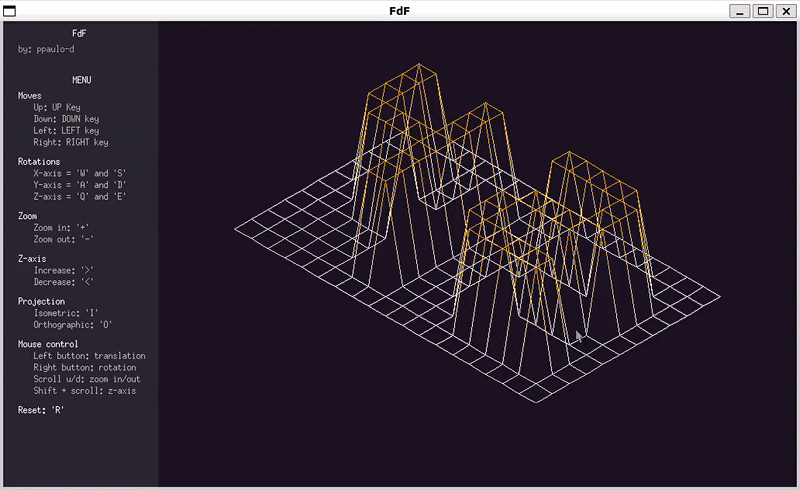 FdF
FdF
by: ppaulo-d
MENU
Moves
Up: UP Key
Down: DOWN key
Left: LEFT key
Right: RIGHT key
Rotations
X-axis = 'W' and 'S'
Y-axis = 'A' and 'D'
Z-axis = 'Q' and 'E'
Zoom
Zoom in: '+'
Zoom out: '-'
Z-axis
Increase: '>'
Decrease: '<'
Projection
Isometric: 'I'
Orthographic: 'O'
Mouse control
Left button: translation
Right button: rotation
Scroll u/d: zoom in/out
Shift + scroll: z-axis
Reset: 'R'